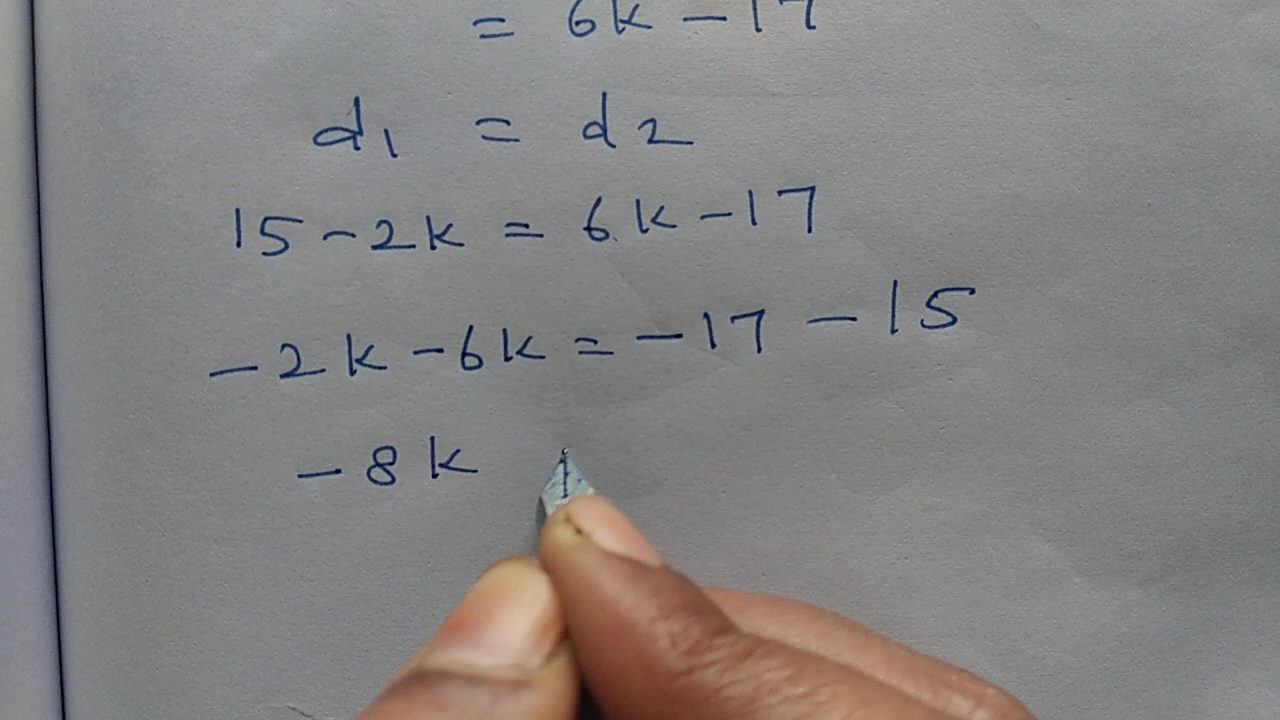 = 6k - 17
d1 = d2
15 - 2k = 6k - 17
- 2k - 6k = - 17 - 15
- 8k